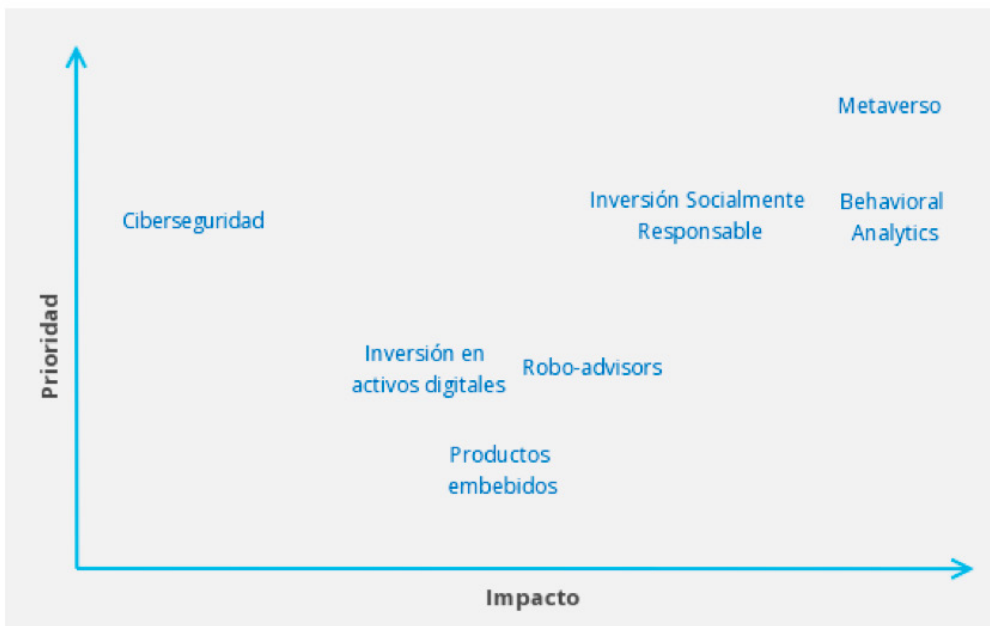 Metaverso
Inversión Socialmente
Responsable
Behavioral
Analytics
Ciberseguridad
Prioridad
Inversión en
activos digitales
Robo-advisors
Productos
embebidos
Impacto